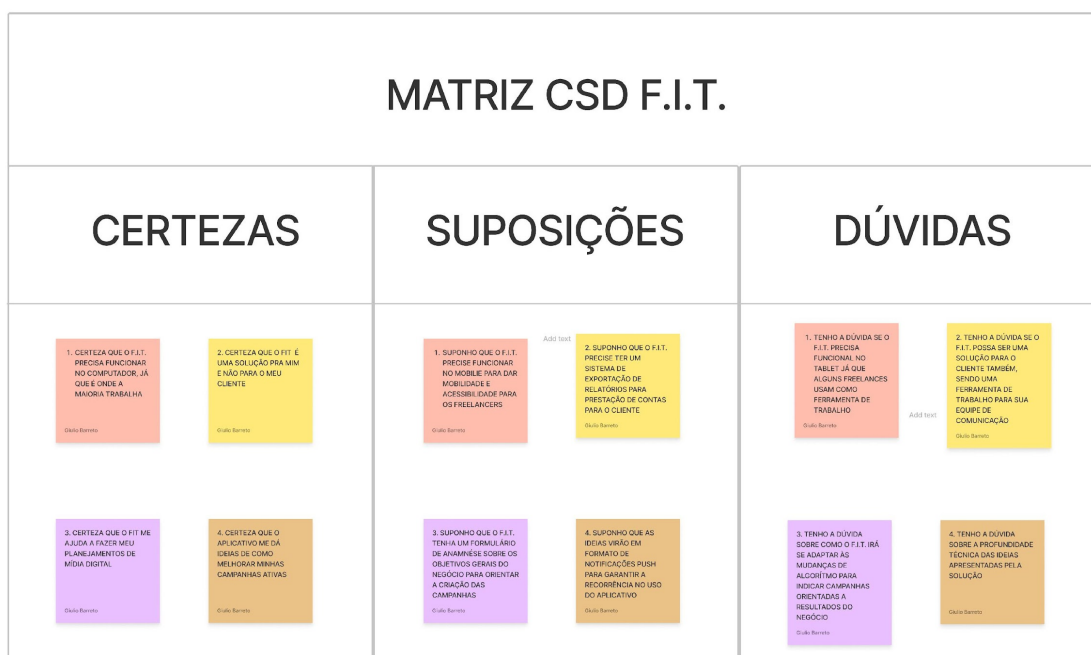 MATRIZ CSD F.I.T.
CERTEZAS
SUPOSIÇÕES
DÚVIDAS
1. CERTEZA QUE O F.I.T.
PRECISA FUNCIONAR
NO COMPUTADOR, JÁ
QUE É ONDE A
MAIORIA TRABALHA
Giulio Barreto
2. CERTEZA QUE O FIT É
UMA SOLUÇÃO PRA MIM
E NÃO PARA O MEU
CLIENTE
Giulio Barreto
3. CERTEZA QUE O FIT ME
AJUDA A FAZER MEU
PLANEJAMENTOS DE
MÍDIA DIGITAL
Giulio Barreto
4. CERTEZA QUE O
APLICATIVO ME DÁ
IDEIAS DE COMO
MELHORAR MINHAS
CAMPANHAS ATIVAS
Giulio Barreto
1. SUPONHO QUE O F.I.T.
PRECISE FUNCIONAR
NO MOBILIE PARA DAR
MOBILIDADE E
ACESSIBILIDADE PARA
OS FREELANCERS
Giulio Barreto
Add text
2. SUPONHO QUE O F.I.T.
PRECISE TER UM
SISTEMA DE
EXPORTAÇÃO DE
RELATÓRIOS PARA
PRESTAÇÃO DE CONTAS
PARA O CLIENTE
Giulio Barreto
3. SUPONHO QUE O F.I.T.
TENHA UM FORMULÁRIO
DE ANAMNÉSE SOBRE OS
OBJETIVOS GERAIS DO
NEGÓCIO PARA ORIENTAR
A CRIAÇÃO DAS
CAMPANHAS
Giulio Barreto
4. SUPONHO QUE AS
IDEIAS VIRÃO EM
FORMATO DE
NOTIFICAÇÕES PUSH
PARA GARANTIR A
RECORRÊNCIA NO USO
DO APLICATIVO
Giulio Barreto
1. TENHO A DÚVIDA SE O
F.I.T. PRECISA
FUNCIONAL NO
TABLET JÁ QUE
ALGUNS FREELANCES
USAM COMO
FERRAMENTA DE
TRABALHO
Giulio Barreto
Add text
2. TENHO A DÚVIDA SE O
F.I.T. POSSA SER UMA
SOLUÇÃO PARA O
CLIENTE TAMBÉM,
SENDO UMA
FERRAMENTA DE
TRABALHO PARA SUA
EQUIPE DE
COMUNICAÇÃO
Giulio Barreto
3. TENHO A DÚVIDA
SOBRE COMO O F.I.T. IRÁ
SE ADAPTAR ÀS
MUDANÇAS DE
ALGORÍTMO PARA
INDICAR CAMPANHAS
ORIENTADAS A
RESULTADOS DO
NEGÓCIO
Giulio Barreto
4. TENHO A DÚVIDA
SOBRE A PROFUNDIDADE
TÉCNICA DAS IDEIAS
APRESENTADAS PELA
SOLUÇÃO
Giulio Barreto